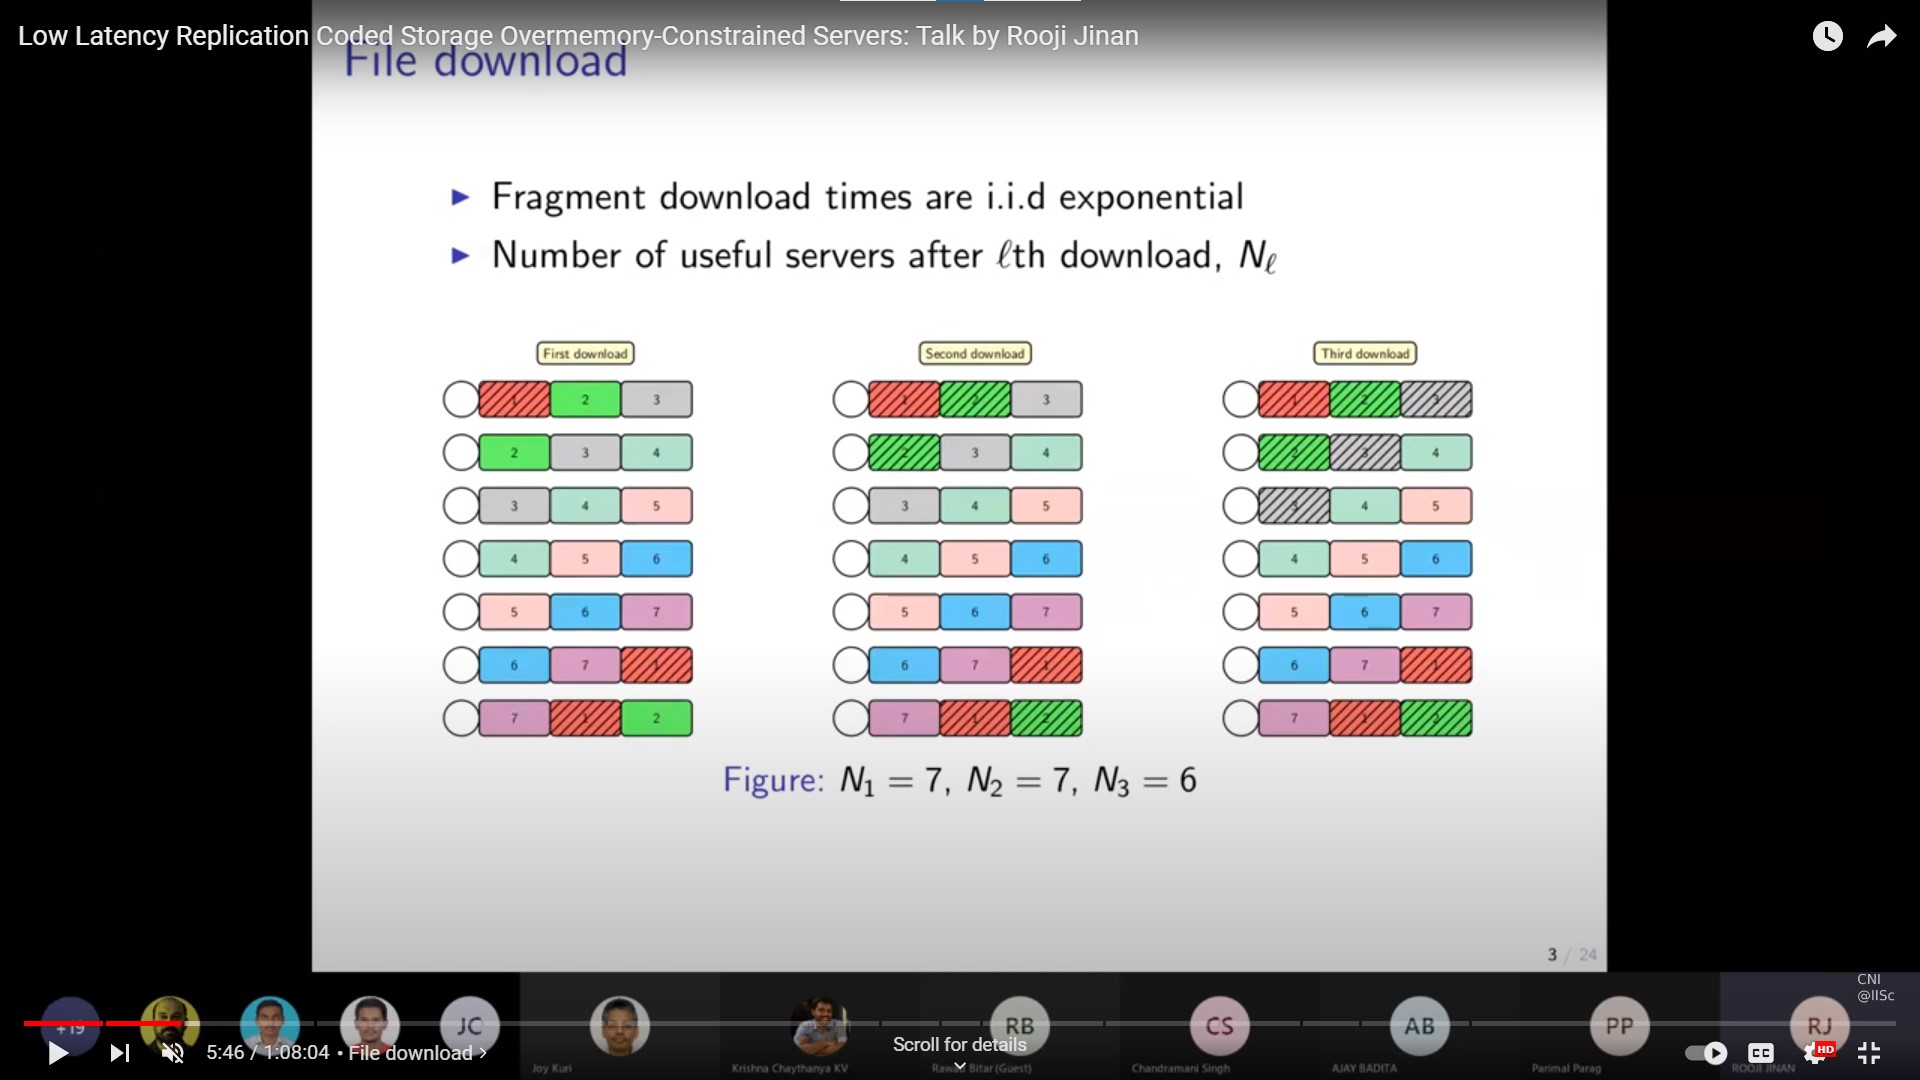 Low Latency Replication Coded Storage Overmemory-Constrained Servers: Talk by Rooji Jinan
File download
Fragment download times are i.i.d exponential
Number of useful servers after ℓth download, Nℓ
First download
1 2 3
2 3 4
3 4 5
4 5 6
5 6 7
6 7 1
7 1 2
Second download
1 2 3
2 3 4
3 4 5
4 5 6
5 6 7
6 7 1
7 1 2
Third download
1 2 3
2 3 4
3 4 5
4 5 6
5 6 7
6 7 1
7 1 2
Figure: N1 = 7, N2 = 7, N3 = 6
3 / 24
CNI
@IISc
+19
JC
RB
CS
AB
PP
RJ
5:46 / 1:08:04 • File download ›
Scroll for details
CC
HD
Joy Kuri
Krishna Chaythanya KV
Rawad Bitar (Guest)
Chandramani Singh
AJAY BADITA
Parimal Parag
ROOJI JINAN